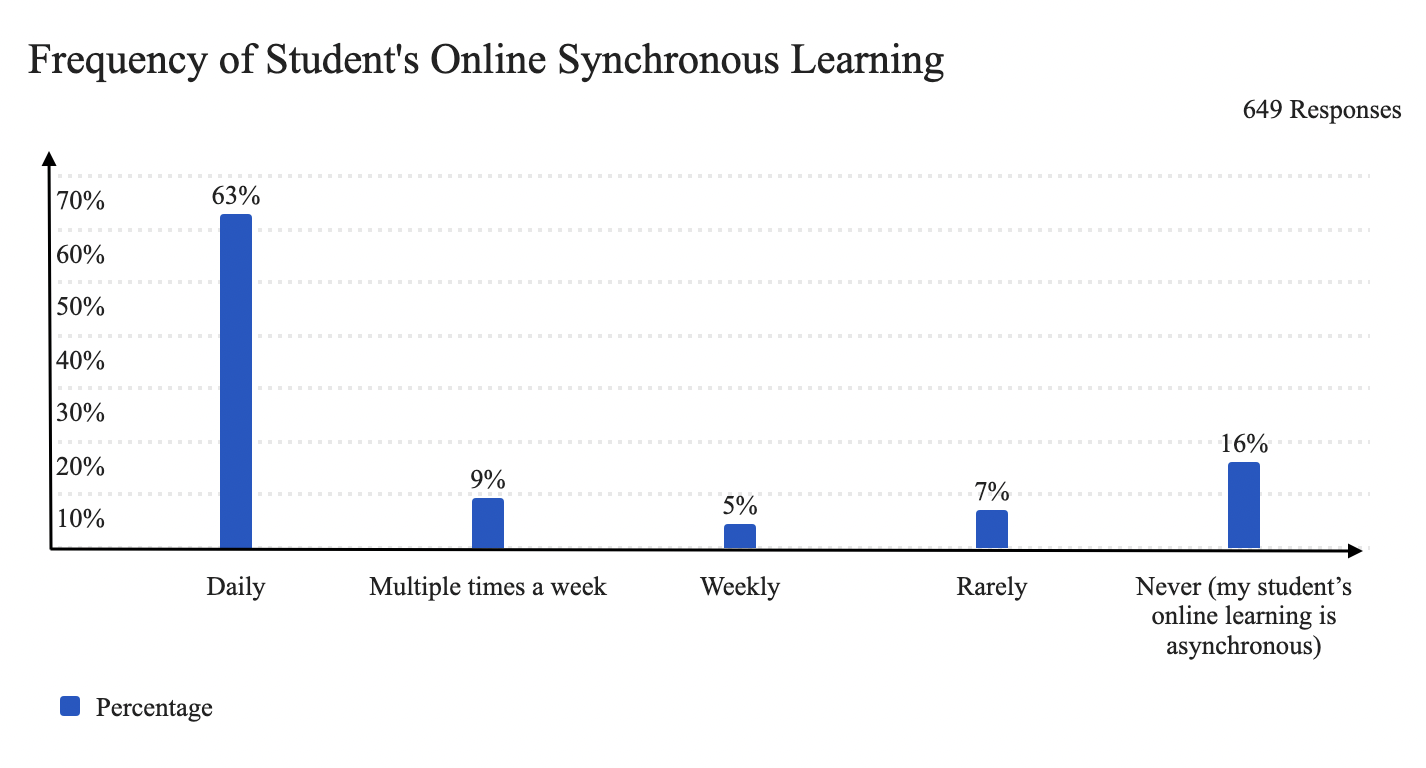 Frequency of Student's Online Synchronous Learning
649 Responses
70%
60%
50%
40%
30%
20%
10%
63%
9%
5%
7%
16%
Daily
Multiple times a week
Weekly
Rarely
Never (my student’s
online learning is
asynchronous)
Percentage